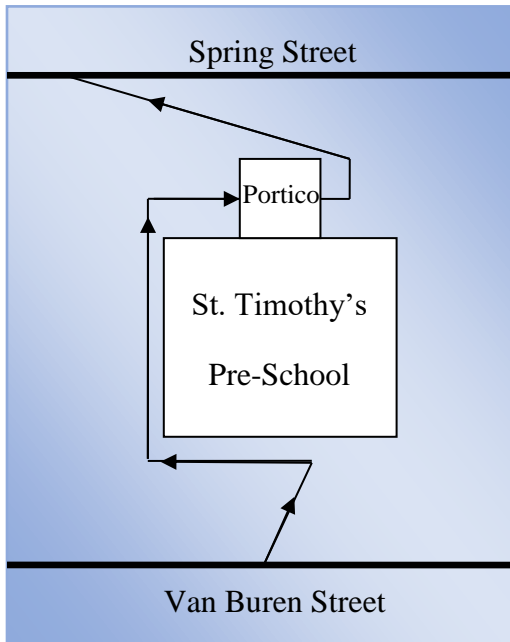 Spring Street
Portico
St. Timothy’s
Pre-School
Van Buren Street